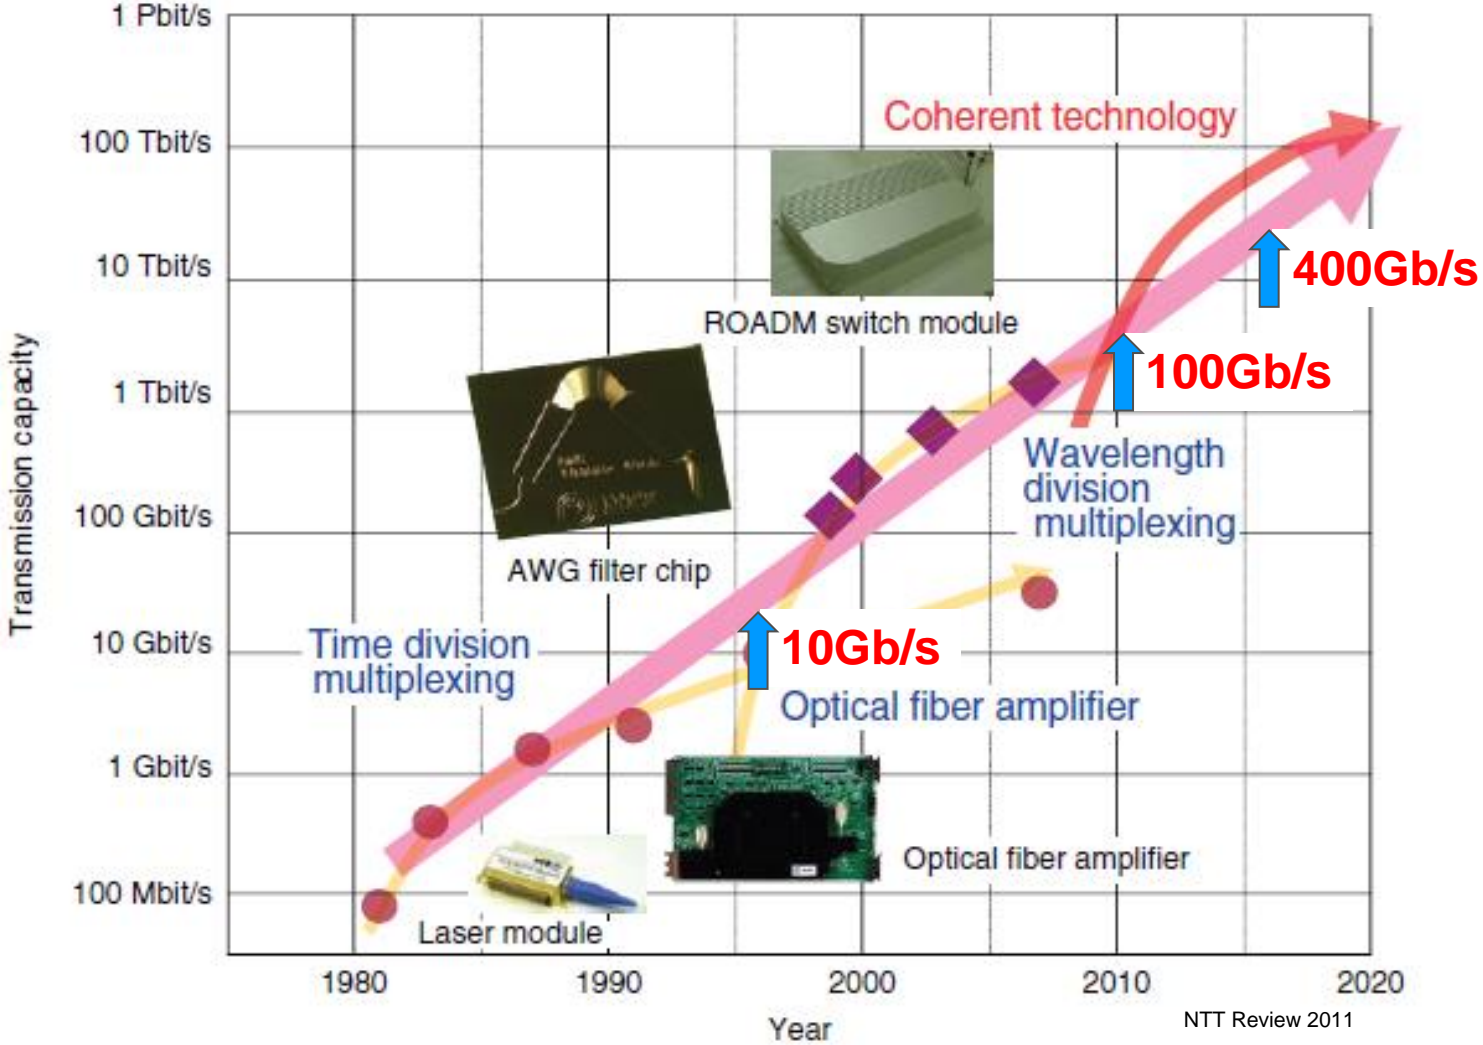 1 Pbit/s
100 Tbit/s
10 Tbit/s
1 Tbit/s
100 Gbit/s
10 Gbit/s
1 Gbit/s
100 Mbit/s
Transmission capacity
Coherent technology
400Gb/s
ROADM switch module
100Gb/s
Wavelength
division
multiplexing
AWG filter chip
Time division
multiplexing
10Gb/s
Optical fiber amplifier
Optical fiber amplifier
Laser module
1980
1990
2000
2010
2020
Year
NTT Review 2011